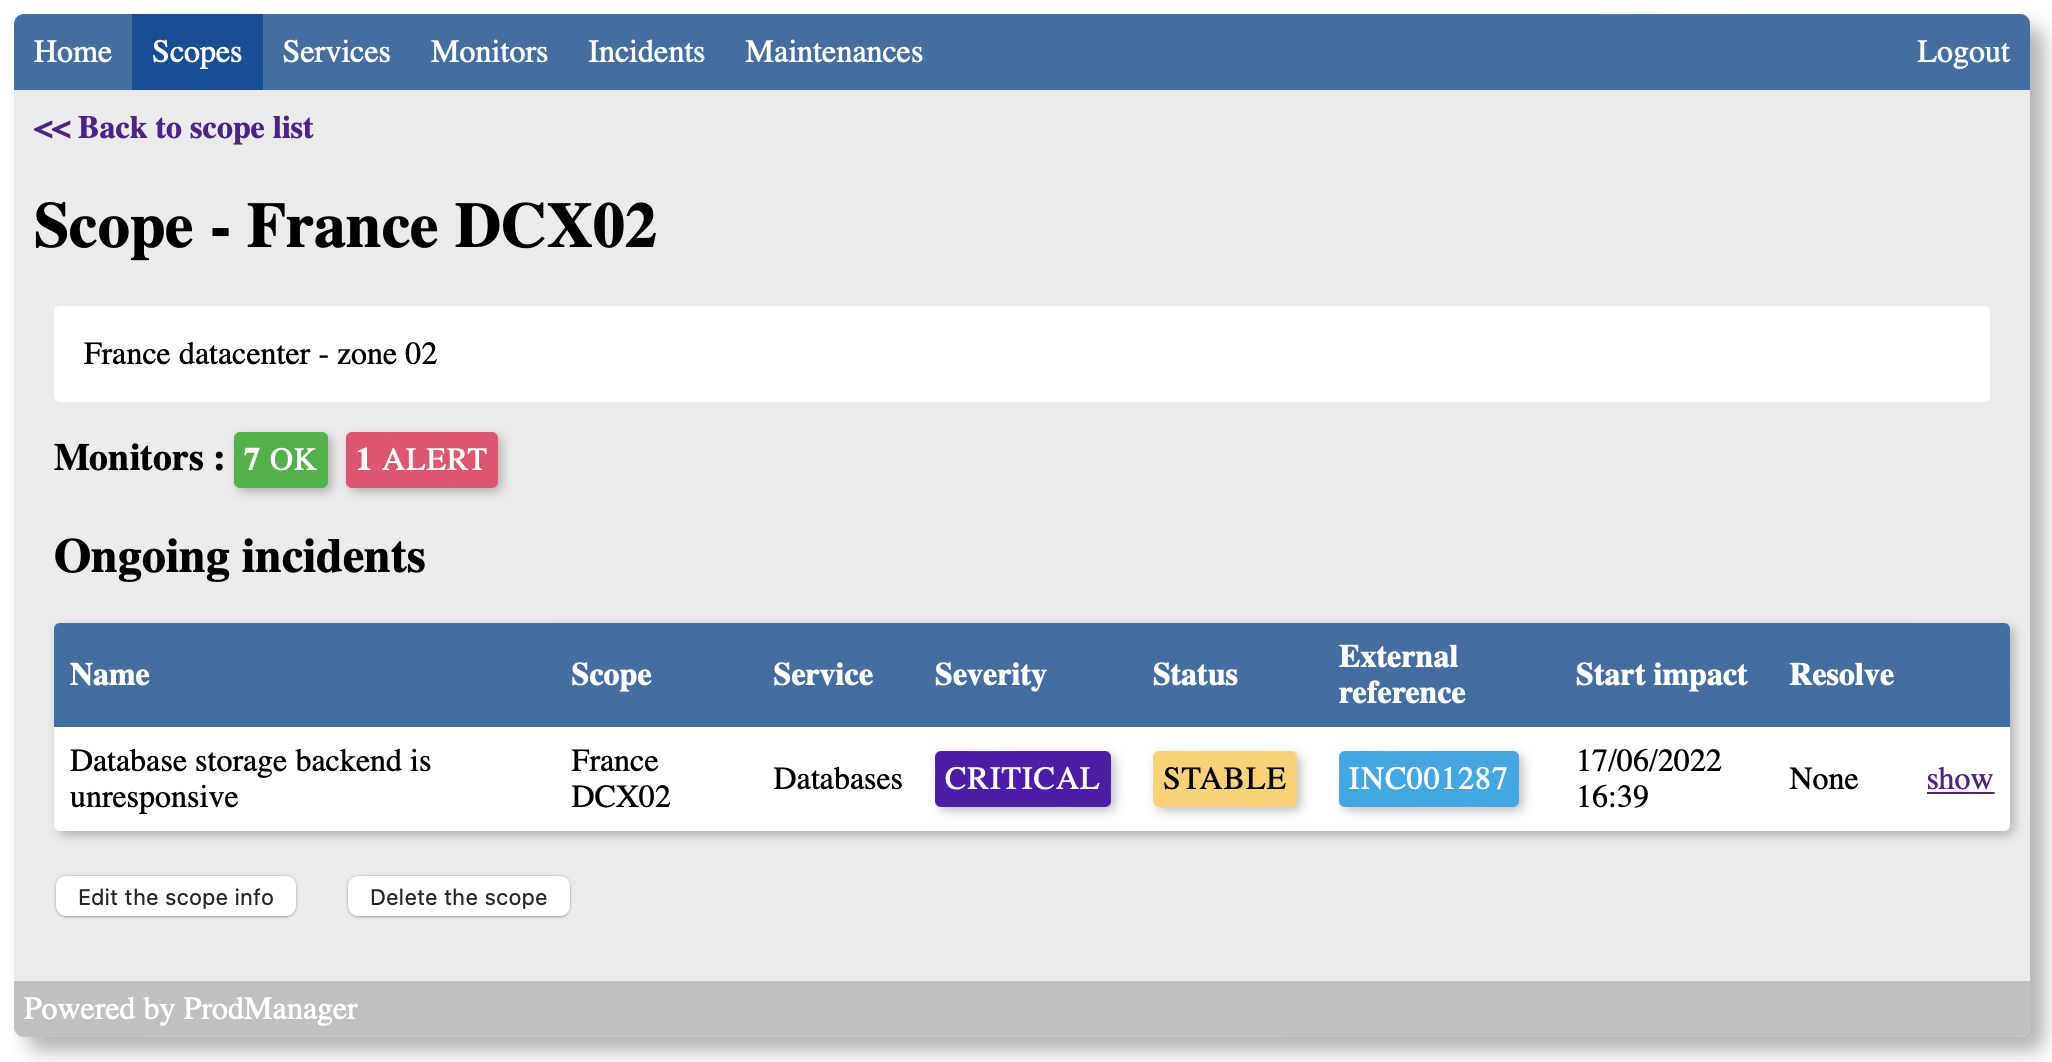 Home Scopes Services Monitors Incidents Maintenances Logout
<< Back to scope list
Scope - France DCX02
France datacenter - zone 02
Monitors : 7 OK 1 ALERT
Ongoing incidents
Name Scope Service Severity Status External reference Start impact Resolve
Database storage backend is unresponsive France DCX02 Databases CRITICAL STABLE INC001287 17/06/2022 16:39 None show
Edit the scope info Delete the scope
Powered by ProdManager